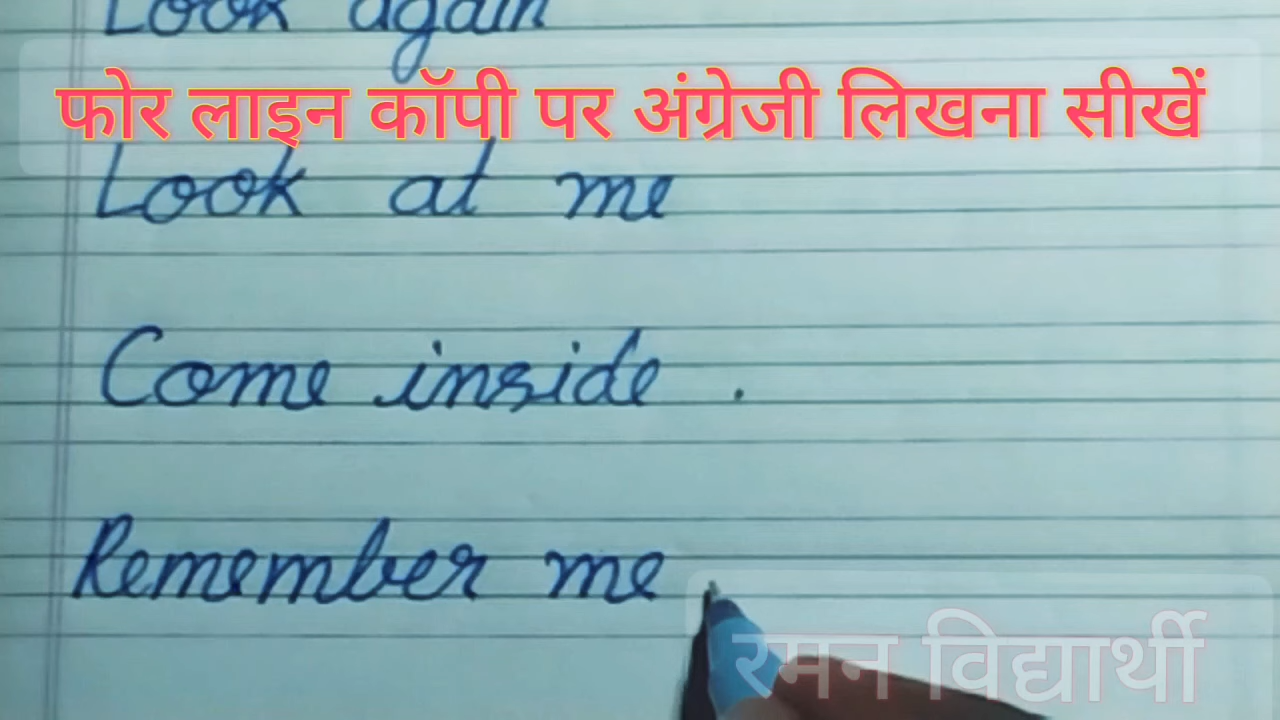 Look again
फोर लाइन कॉपी पर अंग्रेजी लिखना सीखें
Look at me
Come inside .
Remember me
रमन विद्यार्थी